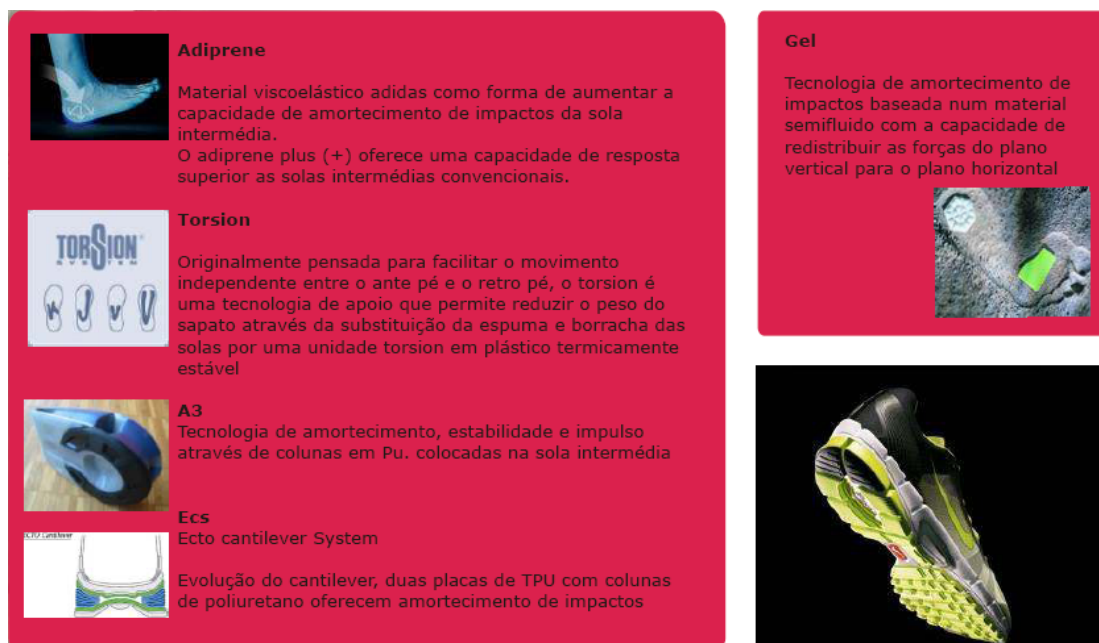 Adiprene
Material viscoelástico adidas como forma de aumentar a
capacidade de amortecimento de impactos da sola
intermédia.
O adiprene plus (+) oferece uma capacidade de resposta
superior as solas intermédias convencionais.
TORSION
SYSTEM
Torsion
Originalmente pensada para facilitar o movimento
independente entre o ante pé e o retro pé, o torsion é
uma tecnologia de apoio que permite reduzir o peso do
sapato através da substituição da espuma e borracha das
solas por uma unidade torsion em plástico termicamente
estável
A3
Tecnologia de amortecimento, estabilidade e impulso
através de colunas em Pu. colocadas na sola intermédia
Ecs
Ecto cantilever System
Cantilever
Evolução do cantilever, duas placas de TPU com colunas
de poliuretano oferecem amortecimento de impactos
Gel
Tecnologia de amortecimento de
impactos baseada num material
semifluido com a capacidade de
redistribuir as forças do plano
vertical para o plano horizontal